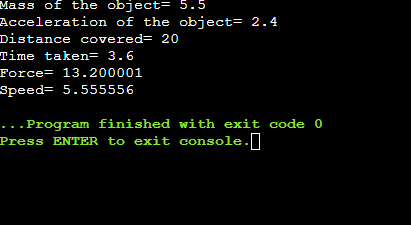 Mass of the object= 5.5
Acceleration of the object= 2.4
Distance covered= 20
Time taken= 3.6
Force= 13.200001
Speed= 5.555556
...Program finished with exit code 0
Press ENTER to exit console.